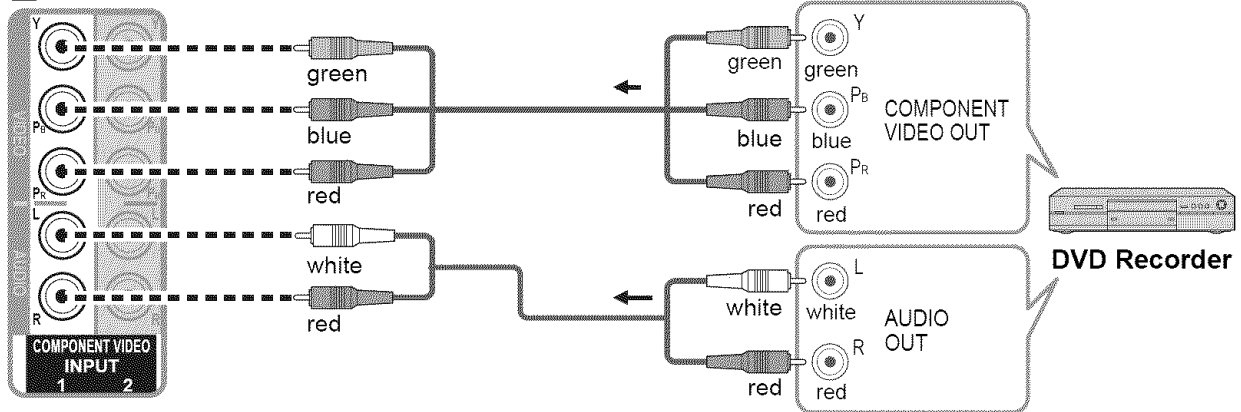 Y
PB
PR
VIDEO
L
R
AUDIO
COMPONENT VIDEO
INPUT
1 2
green
blue
red
white
red
green
blue
red
white
red
Y
green
PB
blue
PR
red
COMPONENT
VIDEO OUT
L
white
R
red
AUDIO
OUT
DVD Recorder